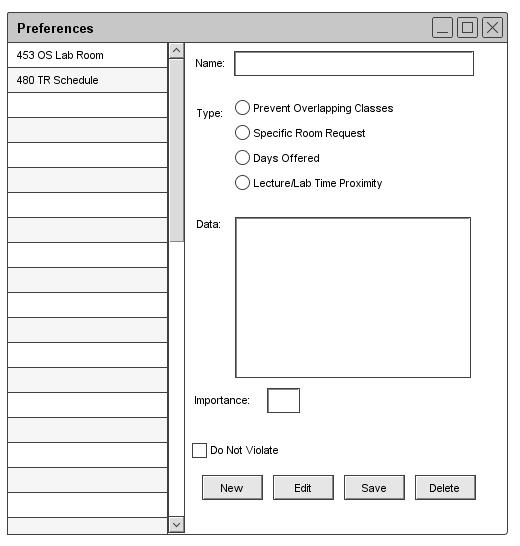 Preferences
453 OS Lab Room
480 TR Schedule
Name:
Type:
Prevent Overlapping Classes
Specific Room Request
Days Offered
Lecture/Lab Time Proximity
Data:
Importance:
Do Not Violate
New Edit Save Delete